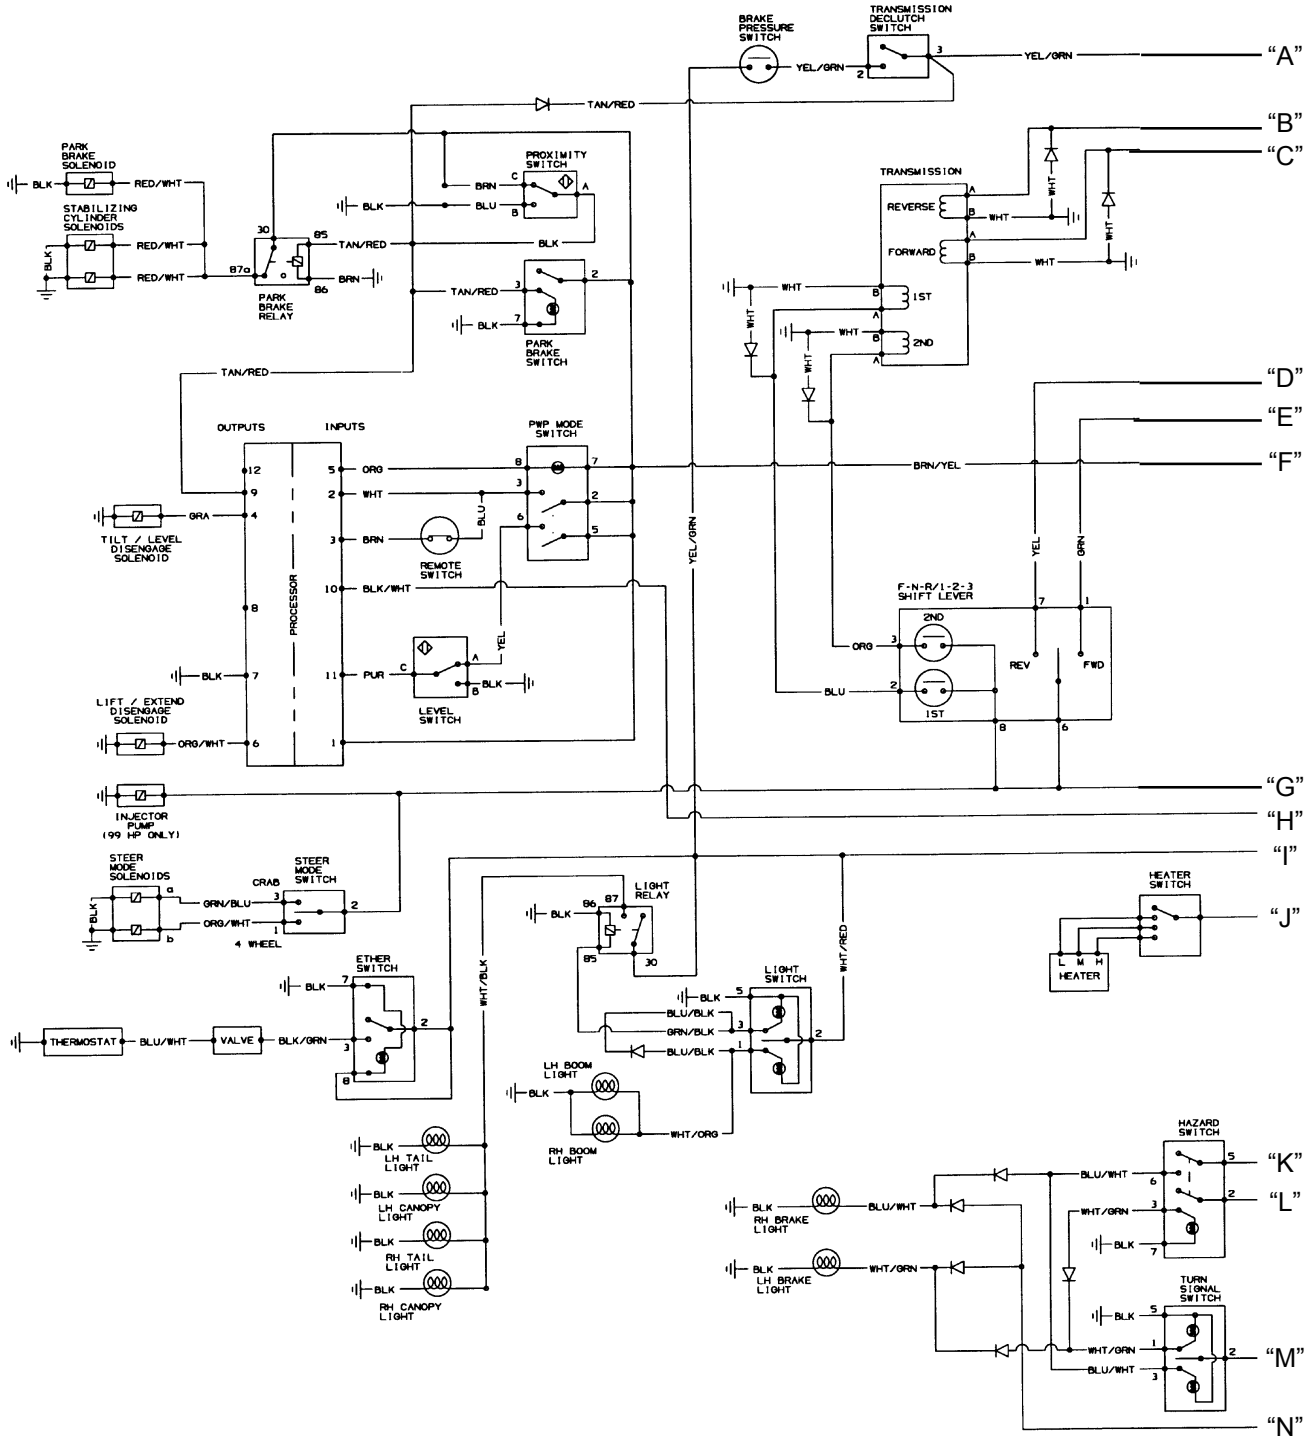 BRAKE
PRESSURE
SWITCH
TRANSMISSION
DECLUTCH
SWITCH
3
YEL/GRN
“A”
YEL/GRN
2
TAN/RED
“B”
“C”
PARK
BRAKE
SOLENOID
BLK
RED/WHT
PROXIMITY
SWITCH
C
A
BRN
BLK
BLU
B
TRANSMISSION
A
REVERSE
B
WHT
WHT
WHT
A
FORWARD
B
WHT
STABILIZING
CYLINDER
SOLENOIDS
RED/WHT
BLK
RED/WHT
30
85
TAN/RED
BLK
87a
86
BRN
PARK
BRAKE
RELAY
2
TAN/RED
3
BLK
7
PARK
BRAKE
SWITCH
WHT
B
1ST
A
WHT
WHT
B
2ND
A
WHT
TAN/RED
“D”
“E”
OUTPUTS
INPUTS
PWP MODE
SWITCH
12
5
ORG
8
7
BRN/YEL
“F”
9
2
WHT
3
2
BLU
4
GRA
TILT / LEVEL
DISENGAGE
SOLENOID
6
5
3
BRN
REMOTE
SWITCH
YEL/GRN
YEL
GRN
PROCESSOR
10
BLK/WHT
8
F-N-R/1-2-3
SHIFT LEVER
7
1
2ND
3
ORG
REV
FWD
YEL
7
BLK
11
PUR
C
A
BLK
B
LEVEL
SWITCH
BLU
2
1ST
8
6
LIFT / EXTEND
DISENGAGE
SOLENOID
ORG/WHT
6
1
“G”
INJECTOR
PUMP
(99 HP ONLY)
“H”
STEER
MODE
SOLENOIDS
STEER
MODE
SWITCH
“I”
a
CRAB
GRN/BLU
3
2
BLK
ORG/WHT
1
b
4 WHEEL
LIGHT
RELAY
87
86
BLK
85
30
HEATER
SWITCH
“J”
L M H
HEATER
ETHER
SWITCH
7
BLK
2
WHT/BLK
WHT/RED
LIGHT
SWITCH
BLK
5
BLU/BLK
GRN/BLK
3
2
BLU/BLK
1
THERMOSTAT
BLU/WHT
VALVE
BLK/GRN
3
8
LH BOOM
LIGHT
BLK
WHT/ORG
RH BOOM
LIGHT
BLK
LH TAIL
LIGHT
BLK
LH CANOPY
LIGHT
BLK
RH TAIL
LIGHT
BLK
RH CANOPY
LIGHT
HAZARD
SWITCH
5
“K”
BLU/WHT
6
2
“L”
BLK
RH BRAKE
LIGHT
BLU/WHT
WHT/GRN
3
BLK
7
BLK
LH BRAKE
LIGHT
WHT/GRN
TURN
SIGNAL
SWITCH
BLK
5
WHT/GRN
1
2
“M”
BLU/WHT
3
“N”